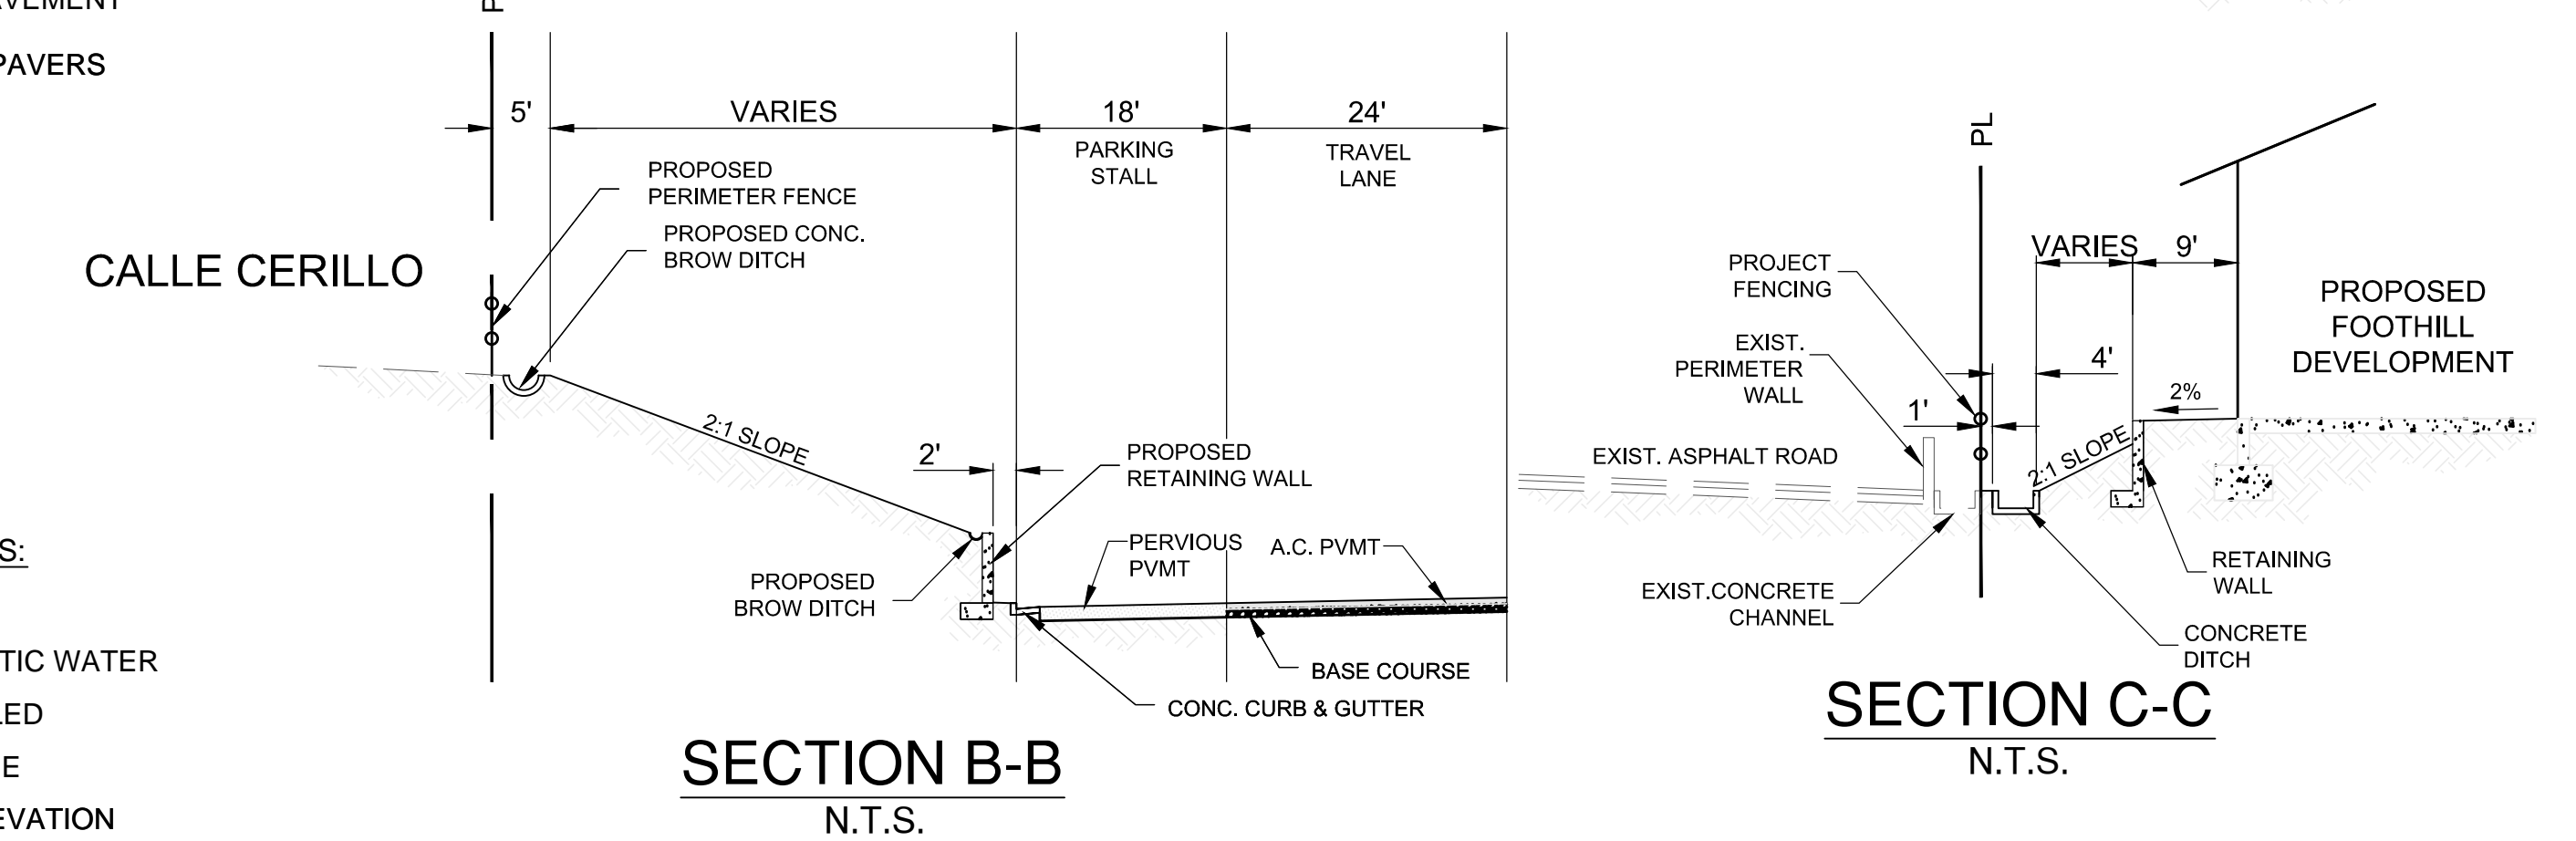 PAVERS
S:
TIC WATER
CALLE CERILLO
5'
VARIES
18'
PARKING
STALL
24'
TRAVEL
LANE
PROPOSED
PERIMETER FENCE
PROPOSED CONC.
BROW DITCH
2:1 SLOPE
2'
PROPOSED
RETAINING WALL
PROPOSED
BROW DITCH
PERVIOUS
PVMT
A.C. PVMT
BASE COURSE
CONC. CURB & GUTTER
SECTION B-B
N.T.S.
PL
VARIES
9'
PROJECT
FENCING
EXIST.
PERIMETER
WALL
4'
1'
2%
PROPOSED
FOOTHILL
DEVELOPMENT
EXIST. ASPHALT ROAD
2:1 SLOPE
EXIST.CONCRETE
CHANNEL
RETAINING
WALL
CONCRETE
DITCH
SECTION C-C
N.T.S.